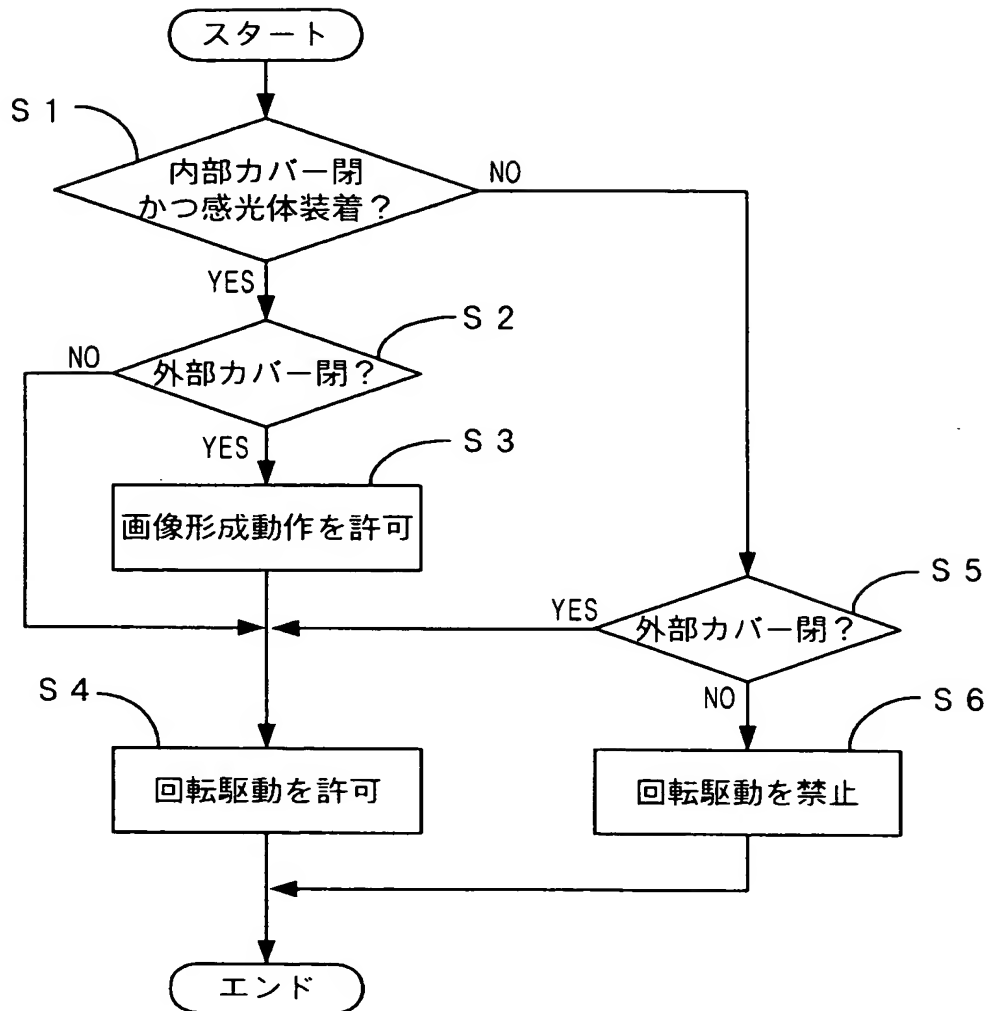 スタート
S 1
内部カバー閉
かつ感光体装着？
NO
YES
S 2
NO
外部カバー閉？
YES
S 3
画像形成動作を許可
S 5
YES
外部カバー閉？
S 4
NO
S 6
回転駆動を許可
回転駆動を禁止
エンド